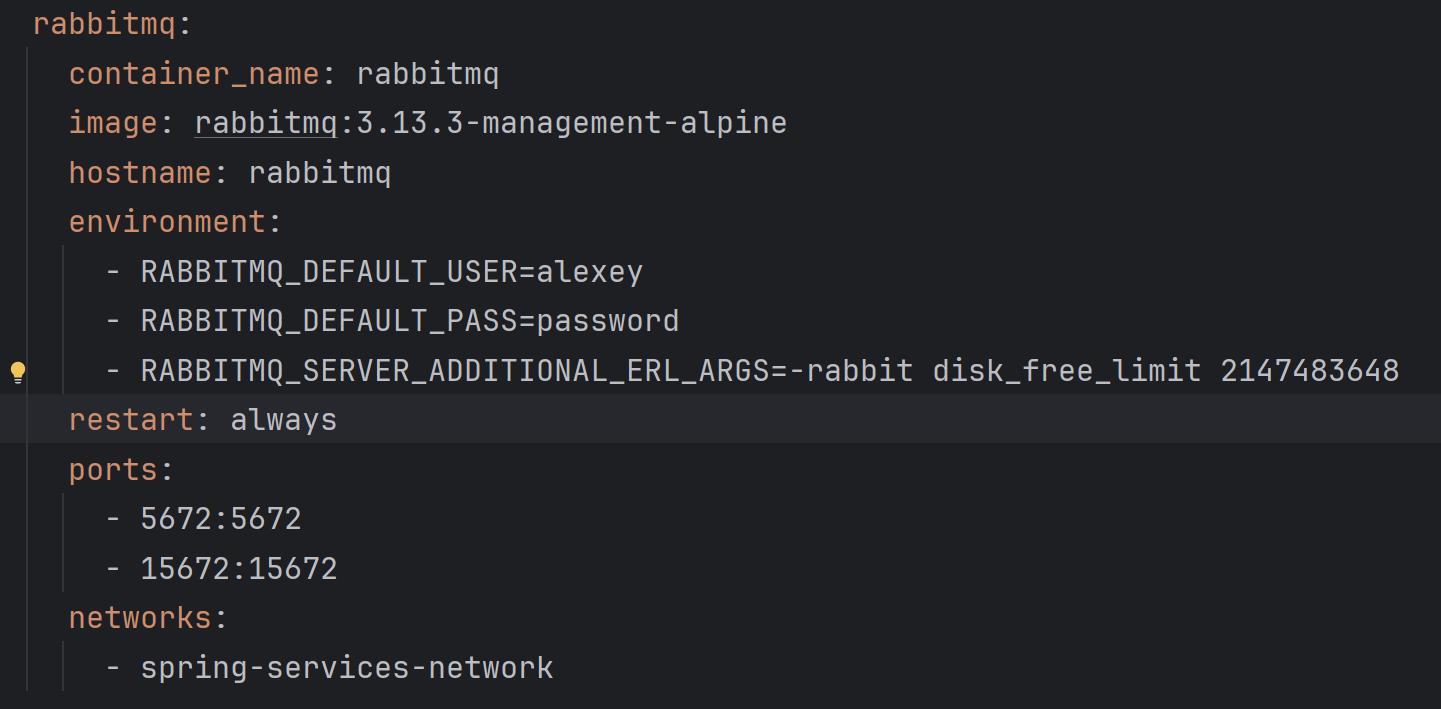 rabbitmq:
container_name: rabbitmq
image: rabbitmq:3.13.3-management-alpine
hostname: rabbitmq
environment:
- RABBITMQ_DEFAULT_USER=alexey
- RABBITMQ_DEFAULT_PASS=password
- RABBITMQ_SERVER_ADDITIONAL_ERL_ARGS=-rabbit disk_free_limit 2147483648
restart: always
ports:
- 5672:5672
- 15672:15672
networks:
- spring-services-network